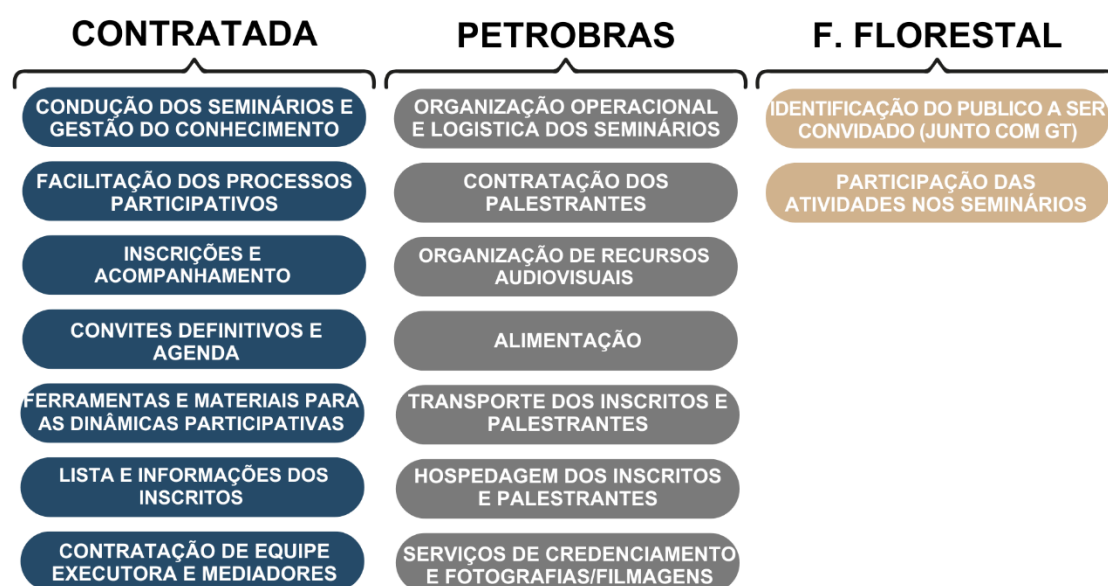 CONTRATADA
CONDUÇÃO DOS SEMINÁRIOS E
GESTÃO DO CONHECIMENTO
FACILITAÇÃO DOS PROCESSOS
PARTICIPATIVOS
INSCRIÇÕES E
ACOMPANHAMENTO
CONVITES DEFINITIVOS E
AGENDA
FERRAMENTAS E MATERIAIS PARA
AS DINÂMICAS PARTICIPATIVAS
LISTA E INFORMAÇÕES DOS
INSCRITOS
CONTRATAÇÃO DE EQUIPE
EXECUTORA E MEDIADORES
PETROBRAS
ORGANIZAÇÃO OPERACIONAL
E LOGISTICA DOS SEMINÁRIOS
CONTRATAÇÃO DOS
PALESTRANTES
ORGANIZAÇÃO DE RECURSOS
AUDIOVISUAIS
ALIMENTAÇÃO
TRANSPORTE DOS INSCRITOS E
PALESTRANTES
HOSPEDAGEM DOS INSCRITOS
E PALESTRANTES
SERVIÇOS DE CREDENCIAMENTO
E FOTOGRAFIAS/FILMAGENS
F. FLORESTAL
IDENTIFICAÇÃO DO PUBLICO A SER
CONVIDADO (JUNTO COM GT)
PARTICIPAÇÃO DAS
ATIVIDADES NOS SEMINÁRIOS